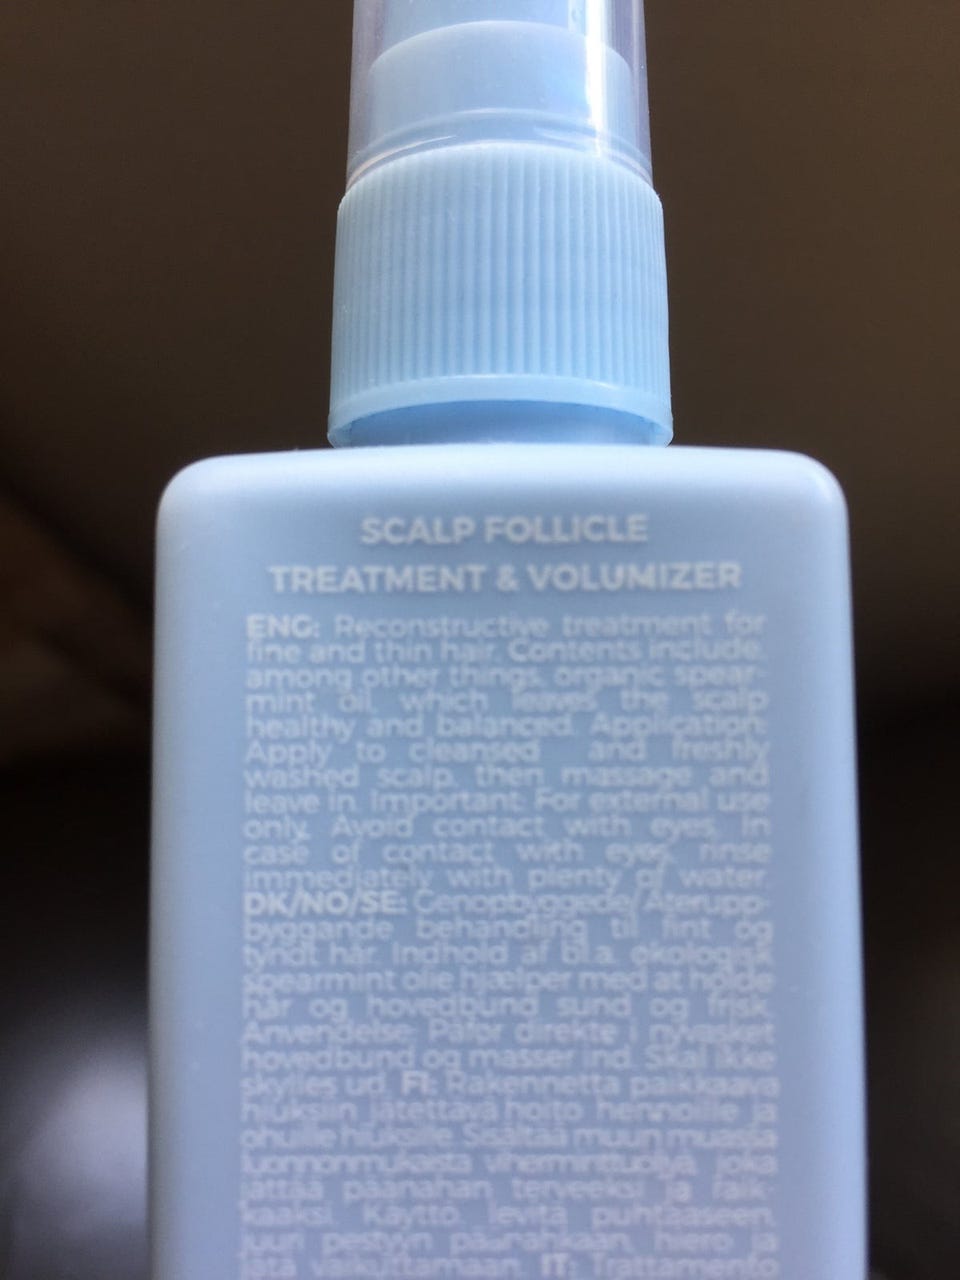 SCALP FOLLICLE
TREATMENT & VOLUMIZER
ENG: Reconstructive treatment for
fine and thin hair. Contents include,
among other things, organic spear-
mint oil, which leaves the scalp
healthy and balanced. Application:
Apply to cleansed and freshly
washed scalp, then massage and
leave in. Important: For external use
only. Avoid contact with eyes. In
case of contact with eyes, rinse
immediately with plenty of water.
DK/NO/SE: Genopbyggede/Återupp-
byggande behandling til fint og
tyndt hår. Indhold af bl.a. økologisk
spearmint olie hjælper med at holde
hår og hovedbund sund og frisk.
Anvendelse: Påfør direkte i nyvasket
hovedbund og masser ind. Skal ikke
skylles ud. FI: Rakennetta paikkaava
hiuksiin jätettävä hoito hennoille ja
ohuille hiuksille. Sisältää muun muassa
luonnonmukaista viherminttuöljyä, joka
jättää päänahan terveeksi ja raik-
kaaksi. Käyttö: levitä puhtaaseen,
juuri pestyyn päänahkaan, hiero ja
jätä vaikuttamaan. IT: Trattamento